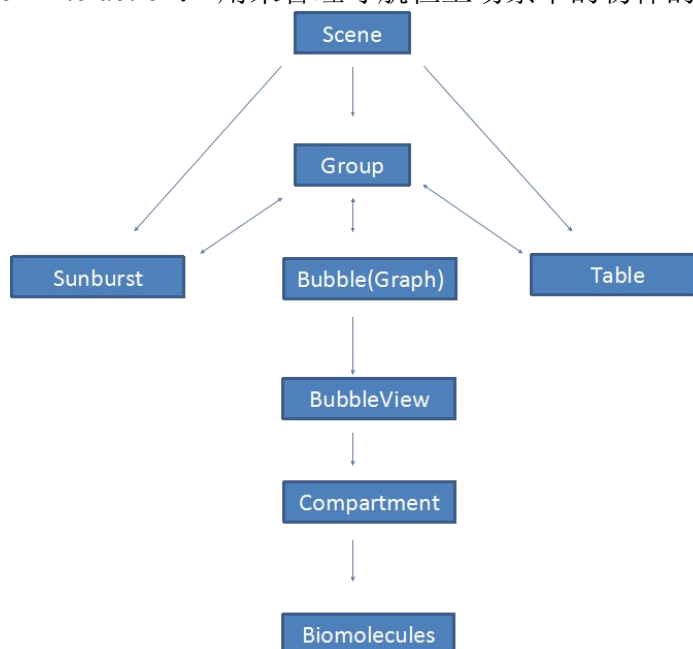 Scene
Group
Sunburst
Bubble(Graph)
Table
BubbleView
Compartment
Biomolecules